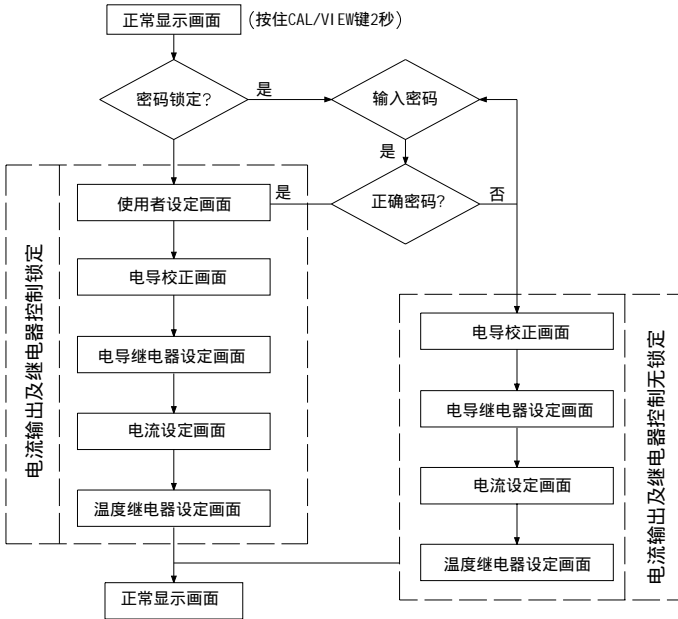 正常显示画面
(按住CAL/VIEW键2秒)
密码锁定?
是
输入密码
是
使用者设定画面
是
正确密码?
否
电导校正画面
电导继电器设定画面
电流设定画面
温度继电器设定画面
正常显示画面
电流输出及继电器控制锁定
电导校正画面
电导继电器设定画面
电流设定画面
温度继电器设定画面
电流输出及继电器控制无锁定